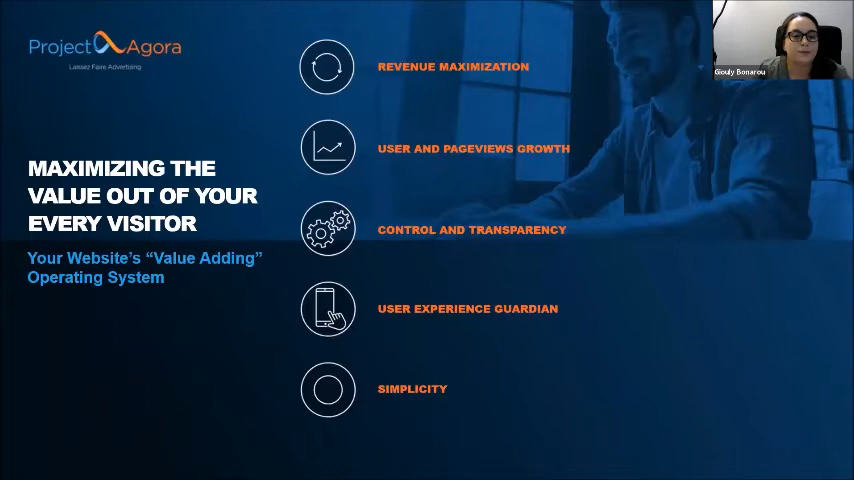 Project Agora
Laissez Faire Advertising
MAXIMIZING THE
VALUE OUT OF YOUR
EVERY VISITOR
Your Website's “Value Adding”
Operating System
REVENUE MAXIMIZATION
USER AND PAGEVIEWS GROWTH
CONTROL AND TRANSPARENCY
USER EXPERIENCE GUARDIAN
SIMPLICITY
Giouly Bonarou